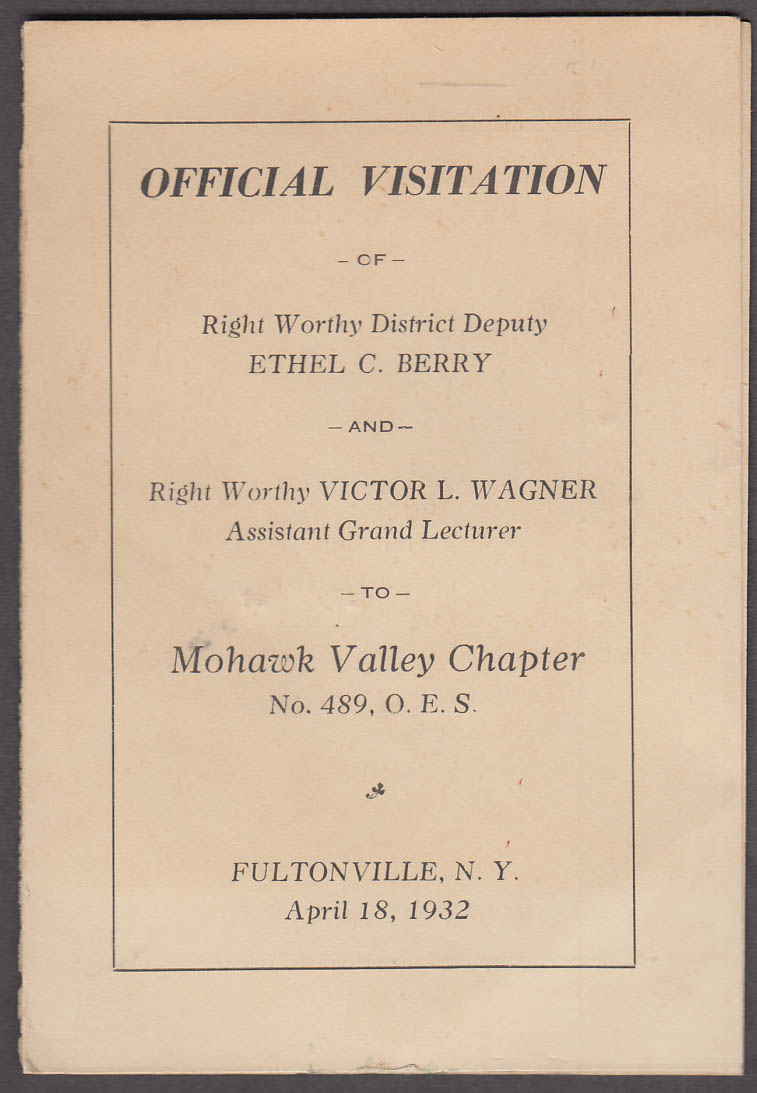 OFFICIAL VISITATION
– OF –
Right Worthy District Deputy
ETHEL C. BERRY
– AND –
Right Worthy VICTOR L. WAGNER
Assistant Grand Lecturer
– TO –
Mohawk Valley Chapter
No. 489, O. E. S.
FULTONVILLE, N. Y.
April 18, 1932